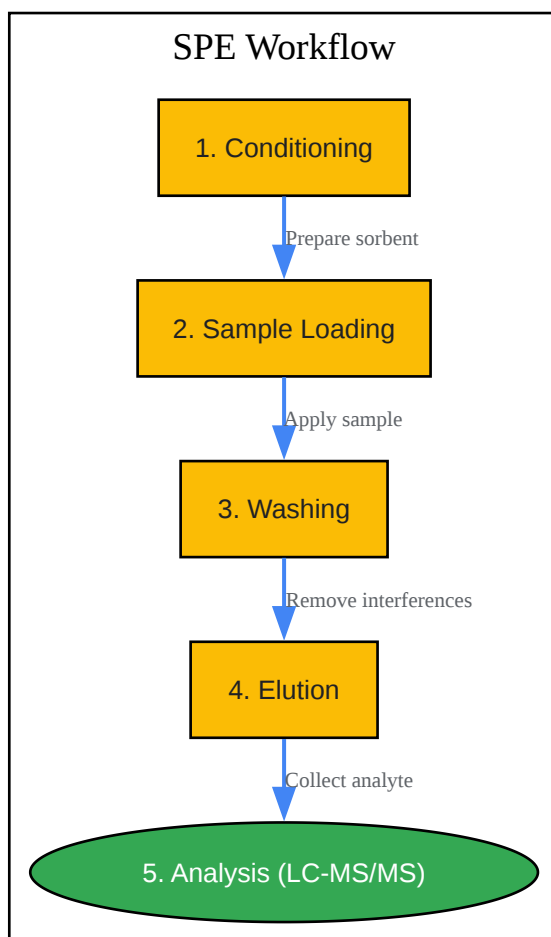 SPE Workflow
1. Conditioning
Prepare sorbent
2. Sample Loading
Apply sample
3. Washing
Remove interferences
4. Elution
Collect analyte
5. Analysis (LC-MS/MS)